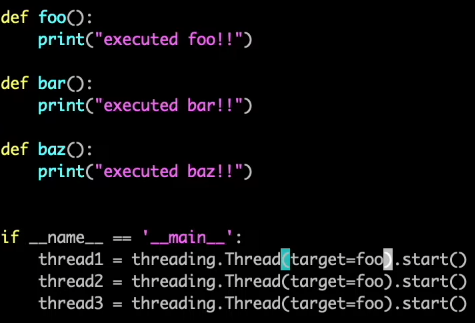 def foo():
    print("executed foo!!")
def bar():
    print("executed bar!!")
def baz():
    print("executed baz!!")
if __name__ == '__main__':
    thread1 = threading.Thread(target=foo).start()
    thread2 = threading.Thread(target=foo).start()
    thread3 = threading.Thread(target=foo).start()